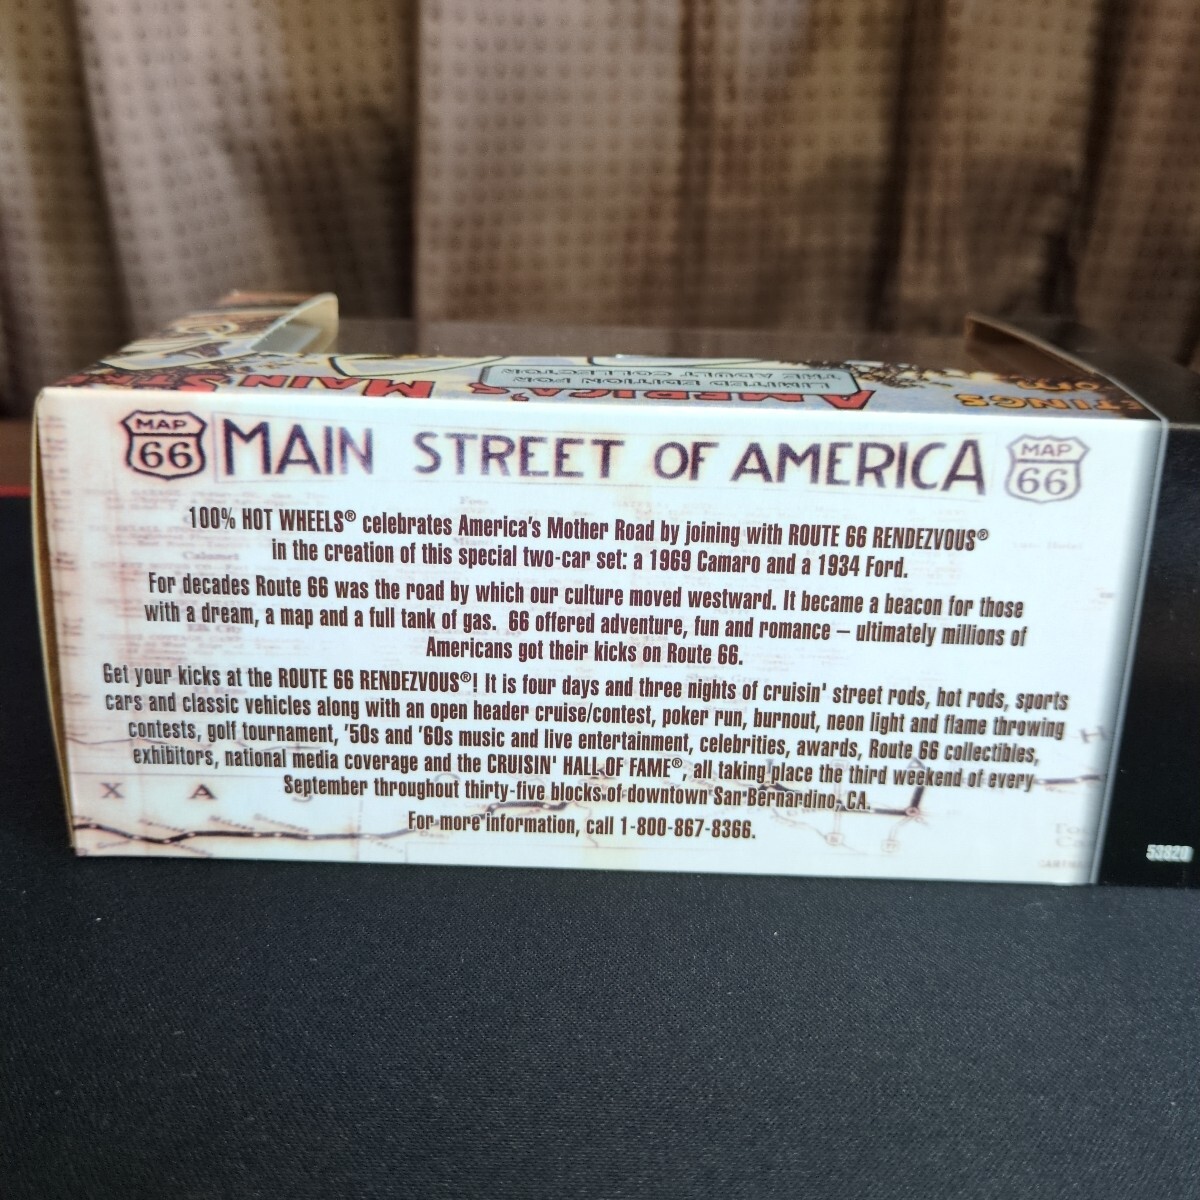 AMERICA'S MAIN
LIMITED EDITION FOR
THE ADULT COLLECTOR
MAP
66
MAIN STREET OF AMERICA
MAP
66
100% HOT WHEELS® celebrates America's Mother Road by joining with ROUTE 66 RENDEZVOUS®
in the creation of this special two-car set: a 1969 Camaro and a 1934 Ford.
For decades Route 66 was the road by which our culture moved westward. It became a beacon for those
with a dream, a map and a full tank of gas. 66 offered adventure, fun and romance – ultimately millions of
Americans got their kicks on Route 66.
Get your kicks at the ROUTE 66 RENDEZVOUS®! It is four days and three nights of cruisin' street rods, hot rods, sports
cars and classic vehicles along with an open header cruise/contest, poker run, burnout, neon light and flame throwing
contests, golf tournament, '50s and '60s music and live entertainment, celebrities, awards, Route 66 collectibles,
exhibitors, national media coverage and the CRUISIN' HALL OF FAME®, all taking place the third weekend of every
September throughout thirty-five blocks of downtown San Bernardino, CA.
For more information, call 1-800-867-8366.
X A
53820